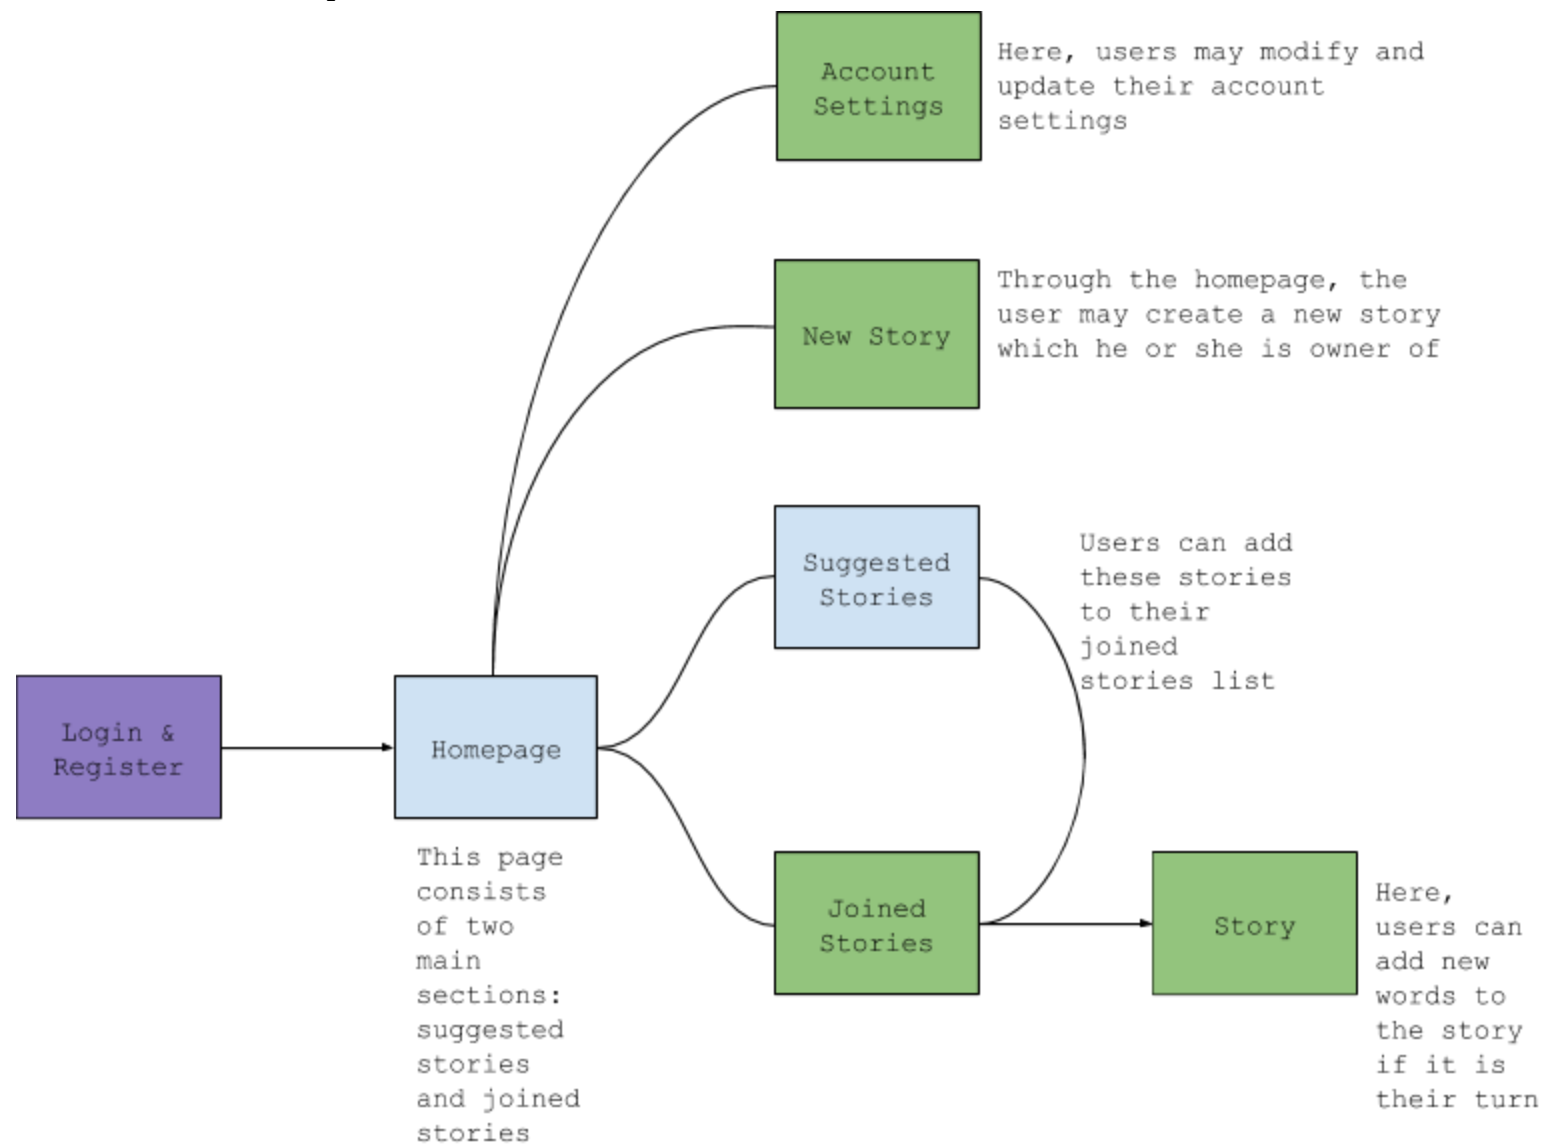 Account
Settings
Here, users may modify and
update their account
settings
New Story
Through the homepage, the
user may create a new story
which he or she is owner of
Suggested
Stories
Users can add
these stories
to their
joined
stories list
Login &
Register
Homepage
This page
consists
of two
main
sections:
suggested
stories
and joined
stories
Joined
Stories
Story
Here,
users can
add new
words to
the story
if it is
their turn